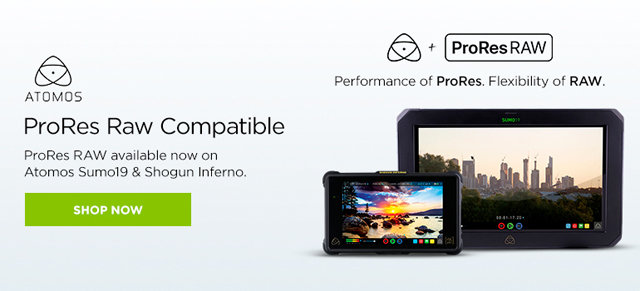 ATOMOS
ProRes Raw Compatible
ProRes RAW available now on
Atomos Sumo19 & Shogun Inferno.
SHOP NOW
+ ProRes RAW
Performance of ProRes. Flexibility of RAW.
SUMO19